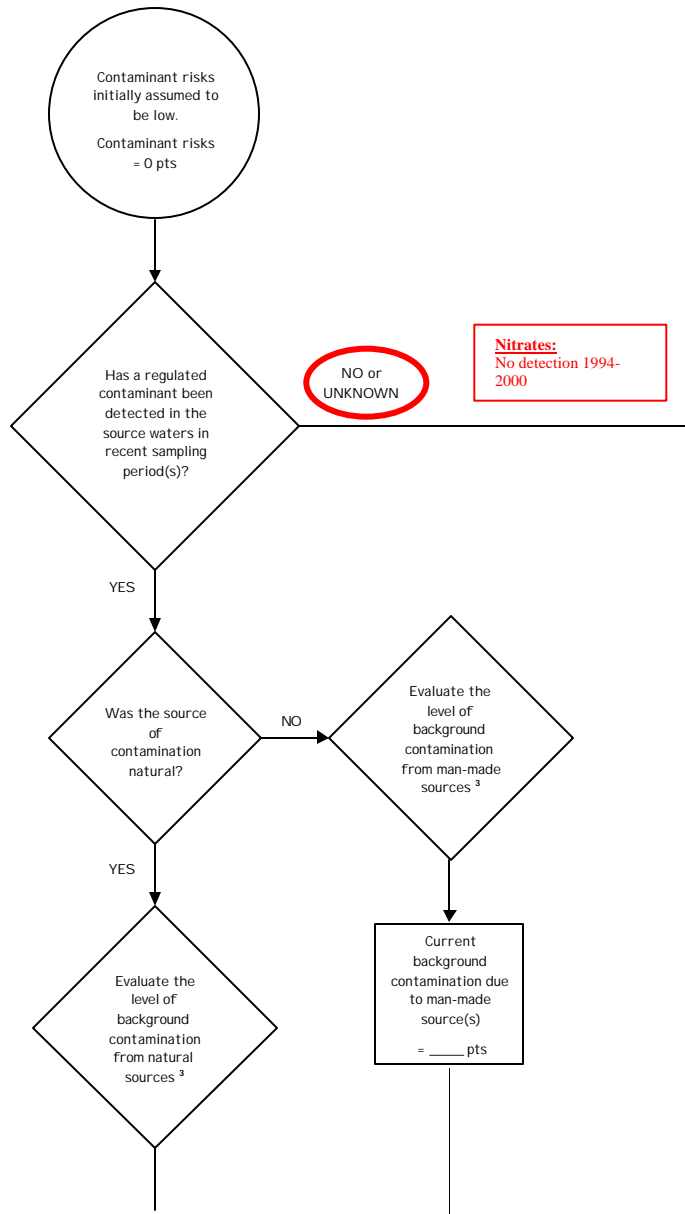 Contaminant risks
initially assumed to
be low.
Contaminant risks
= 0 pts
Has a regulated
contaminant been
detected in the
source waters in
recent sampling
period(s)?
NO or
UNKNOWN
Nitrates:
No detection 1994-
2000
YES
Was the source
of
contamination
natural?
NO
Evaluate the
level of
background
contamination
from man-made
sources ³
YES
Evaluate the
level of
background
contamination
from natural
sources ³
Current
background
contamination due
to man-made
source(s)
= _____ pts